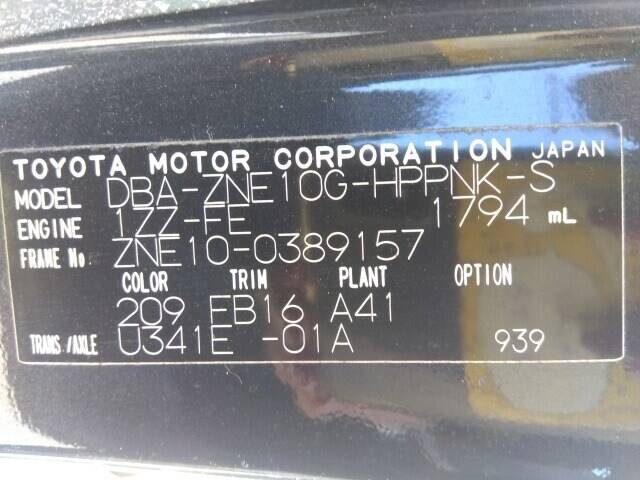 TOYOTA MOTOR CORPORATION JAPAN
MODEL DBA-ZNE10G-HPPNK-S
ENGINE 1ZZ-FE 1794 mL
FRAME No. ZNE10-0389157
COLOR TRIM PLANT OPTION
209 FB16 A41
TRANS./AXLE U341E -01A 939